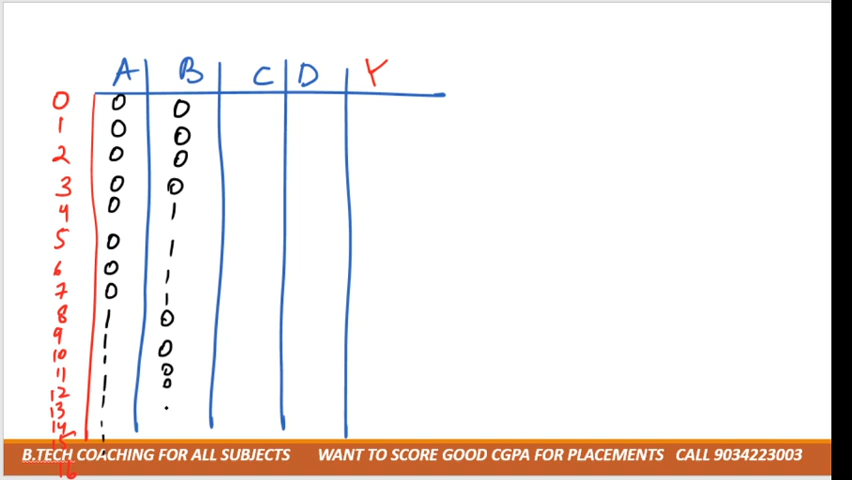 A B C D Y
0 0 0
1 0 0
2 0 0
3 0 0
4 0 1
5 0 1
6 0 1
7 0 1
8 1 0
9 1 0
10 1 0
11 1 0
12 1
13 1
14
15
16
B.TECH COACHING FOR ALL SUBJECTS WANT TO SCORE GOOD CGPA FOR PLACEMENTS CALL 9034223003